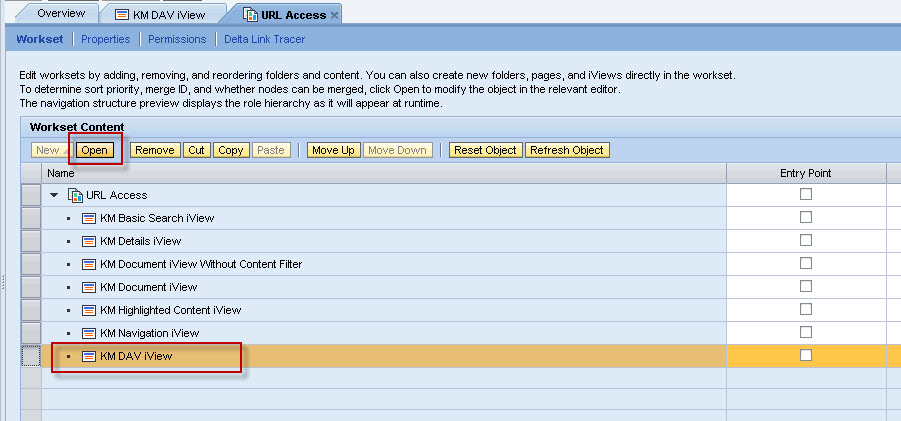 Overview KM DAV iView URL Access
Workset Properties Permissions Delta Link Tracer
Edit worksets by adding, removing, and reordering folders and content. You can also create new folders, pages, and iViews directly in the workset.
To determine sort priority, merge ID, and whether nodes can be merged, click Open to modify the object in the relevant editor.
The navigation structure preview displays the role hierarchy as it will appear at runtime.
Workset Content
New Open Remove Cut Copy Paste Move Up Move Down Reset Object Refresh Object
Name Entry Point
URL Access
KM Basic Search iView
KM Details iView
KM Document iView Without Content Filter
KM Document iView
KM Highlighted Content iView
KM Navigation iView
KM DAV iView